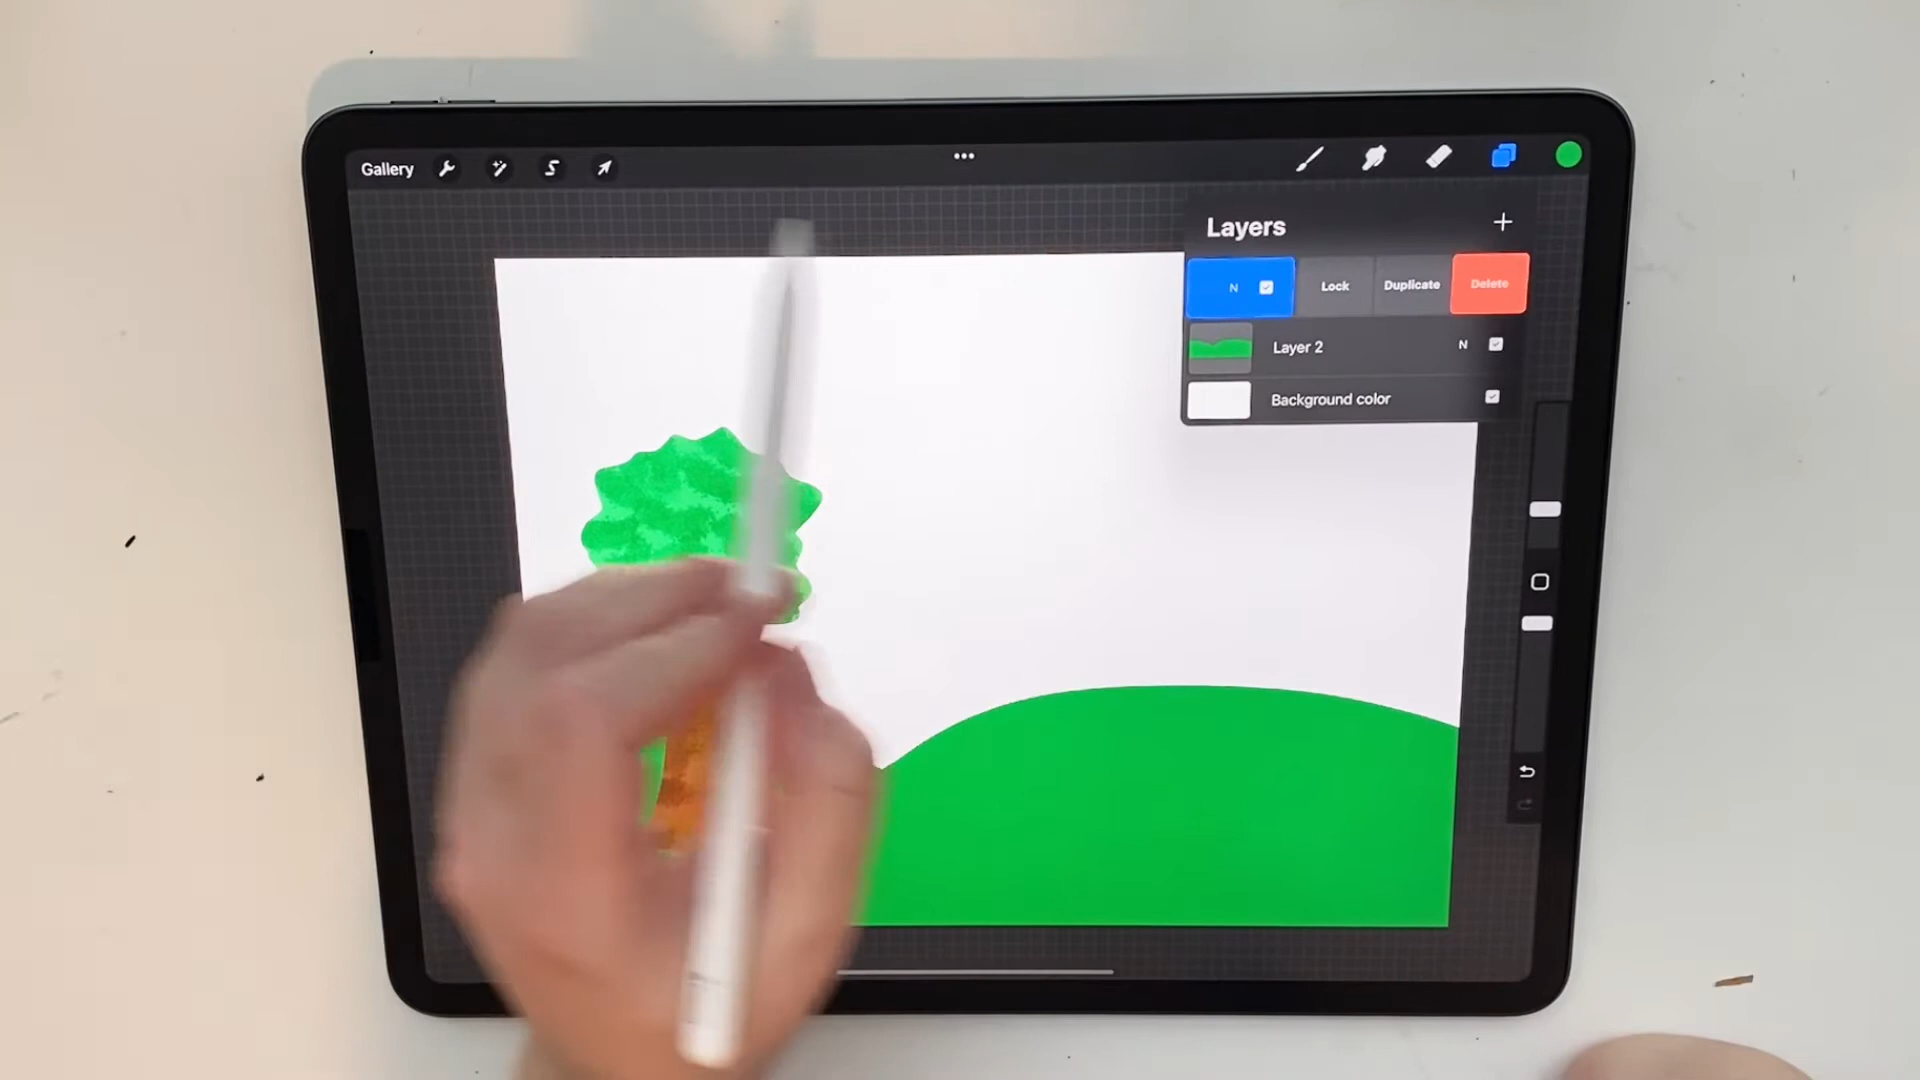 Gallery
Layers
N Lock Duplicate Delete
Layer 2 N
Background color